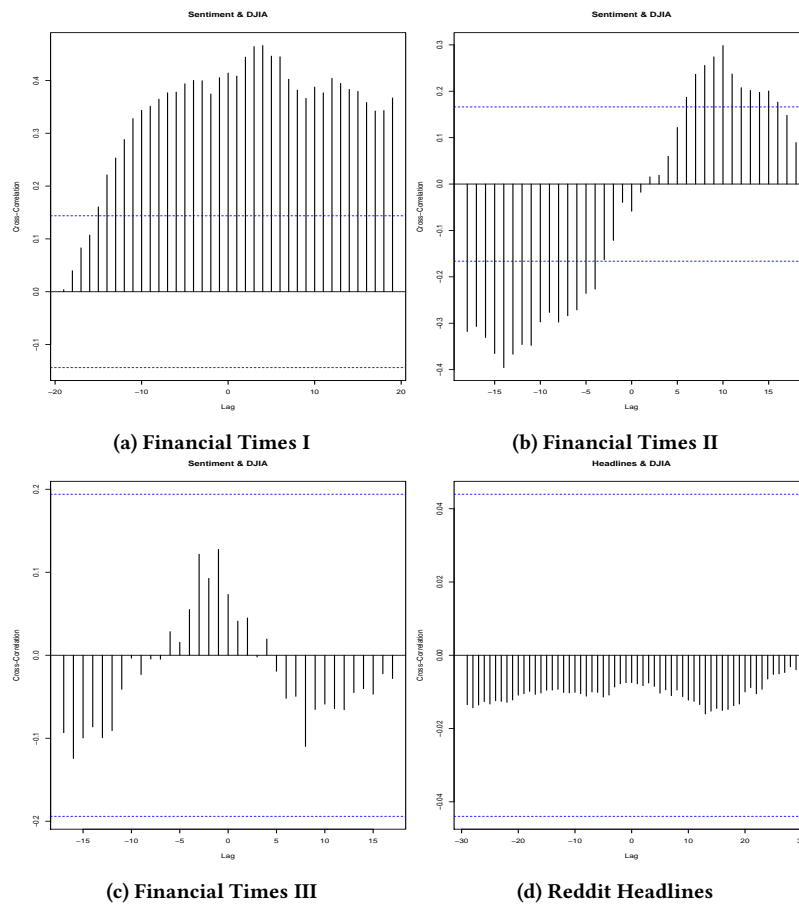 Sentiment & DJIA
Cross−Correlation
0.4
0.3
0.2
0.1
0.0
−0.1
−20 −10 0 10 20
Lag
(a) Financial Times I
Sentiment & DJIA
Cross−Correlation
0.3
0.2
0.1
0.0
−0.1
−0.2
−0.3
−0.4
−15 −10 −5 0 5 10 15
Lag
(b) Financial Times II
Sentiment & DJIA
Cross−Correlation
0.2
0.1
0.0
−0.1
−0.2
−15 −10 −5 0 5 10 15
Lag
(c) Financial Times III
Headlines & DJIA
Cross−Correlation
0.04
0.02
0.00
−0.02
−0.04
−30 −20 −10 0 10 20
Lag
(d) Reddit Headlines